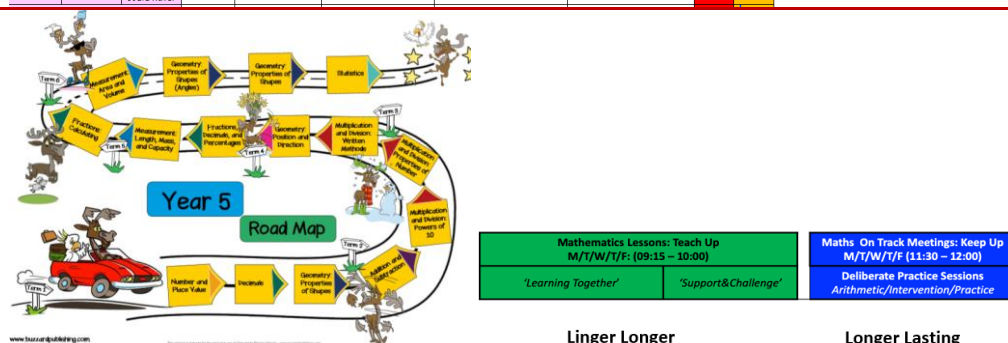 Term 6
Measurement:
Area and
Volume
Geometry:
Properties of
Shapes
(Angles)
Geometry:
Properties of
Shapes
Statistics
Fractions:
Calculating
Term 5
Measurement:
Length, Mass,
and Capacity
Fractions,
Decimals, and
Percentages
Term 4
Geometry:
Position and
Direction
Multiplication
and Division:
Written
Methods
Term 3
Multiplication
and Division:
Properties of
Number
Multiplication
and Division:
Powers of
10
Year 5
Road Map
Term 2
Addition and
Subtraction
Term 1
Number and
Place Value
Decimals
Geometry:
Properties
of Shapes
www.buzzardpublishing.com
Mathematics Lessons: Teach Up
M/T/W/T/F: (09:15 – 10:00)
'Learning Together'
'Support&Challenge'
Maths On Track Meetings: Keep Up
M/T/W/T/F (11:30 – 12:00)
Deliberate Practice Sessions
Arithmetic/Intervention/Practice
Linger Longer
Longer Lasting